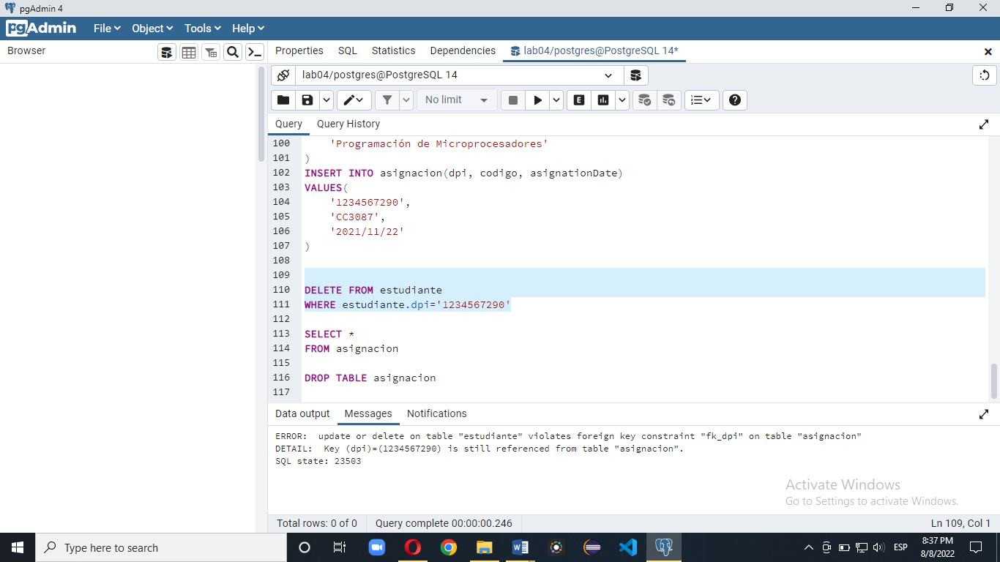 pgAdmin 4
pgAdmin File Object Tools Help
Browser
Properties SQL Statistics Dependencies lab04/postgres@PostgreSQL 14*
lab04/postgres@PostgreSQL 14
No limit
Query Query History
100 'Programación de Microprocesadores'
101 )
102 INSERT INTO asignacion(dpi, codigo, asignationDate)
103 VALUES(
104 '1234567290',
105 'CC3087',
106 '2021/11/22'
107 )
108
109
110 DELETE FROM estudiante
111 WHERE estudiante.dpi='1234567290'
112
113 SELECT *
114 FROM asignacion
115
116 DROP TABLE asignacion
117
Data output Messages Notifications
ERROR:  update or delete on table "estudiante" violates foreign key constraint "fk_dpi" on table "asignacion"
DETAIL:  Key (dpi)=(1234567290) is still referenced from table "asignacion".
SQL state: 23503
Activate Windows
Go to Settings to activate Windows.
Total rows: 0 of 0 Query complete 00:00:00.246 Ln 109, Col 1
Type here to search
ESP
8:37 PM
8/8/2022